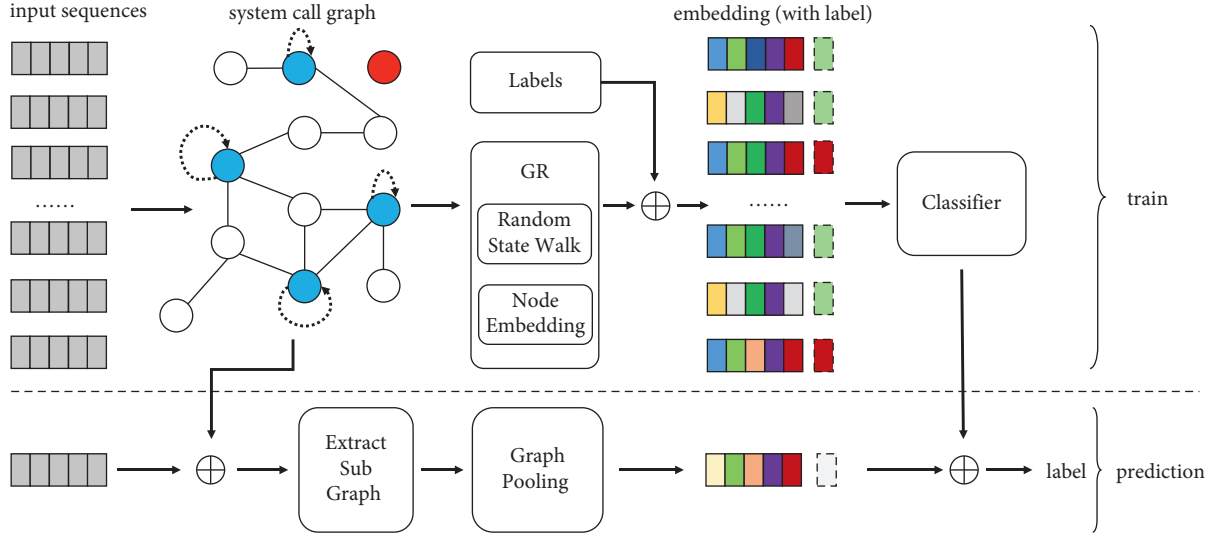 input sequences
system call graph
embedding (with label)
Labels
GR
Random
State Walk
Node
Embedding
......
......
Classifier
train
Extract
Sub
Graph
Graph
Pooling
label
prediction